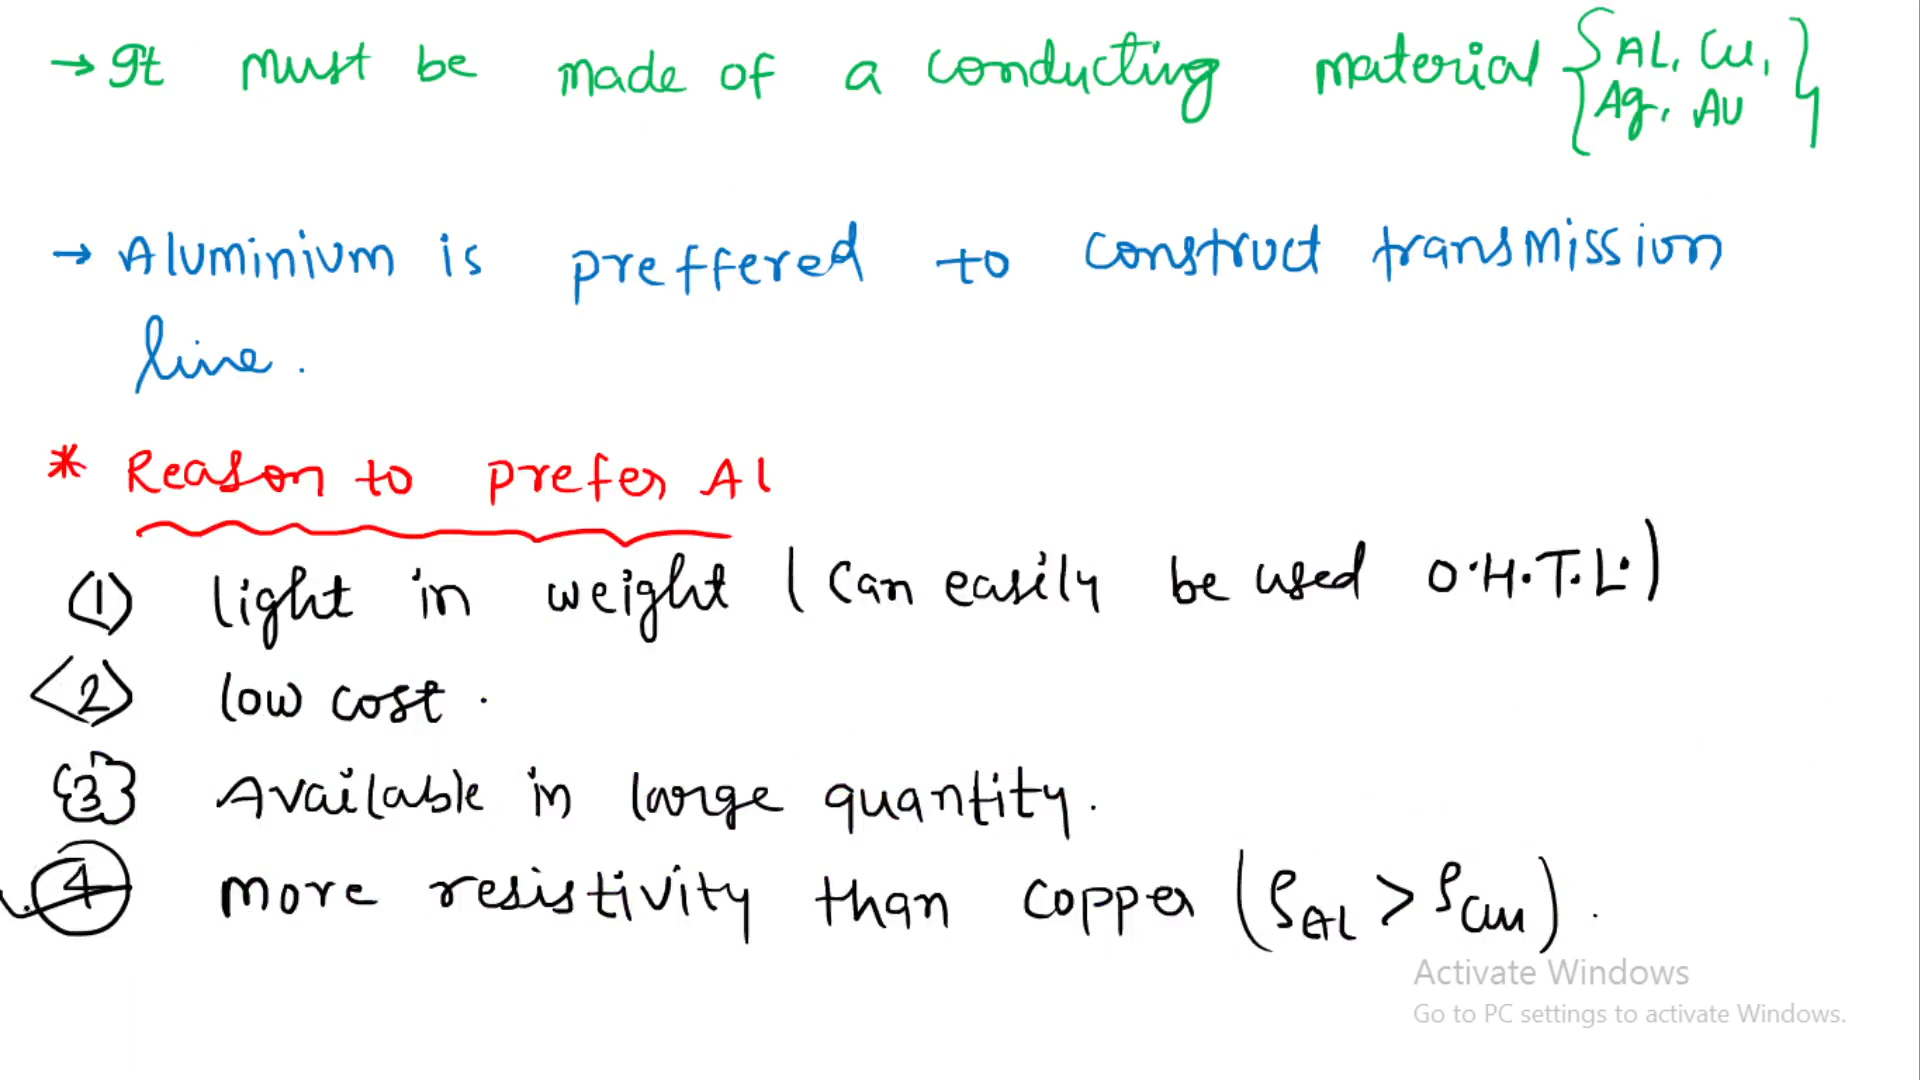 → It must be made of a conducting material {AL, Cu,
Ag, AU}
→ Aluminium is preffered to construct transmission
line.
* Reason to prefer Al
(1) light in weight (Can easily be used O.H.T.L.)
<2> low cost.
{3} Available in large quantity.
4 More resistivity than copper (ρAL > ρCu).
Activate Windows
Go to PC settings to activate Windows.